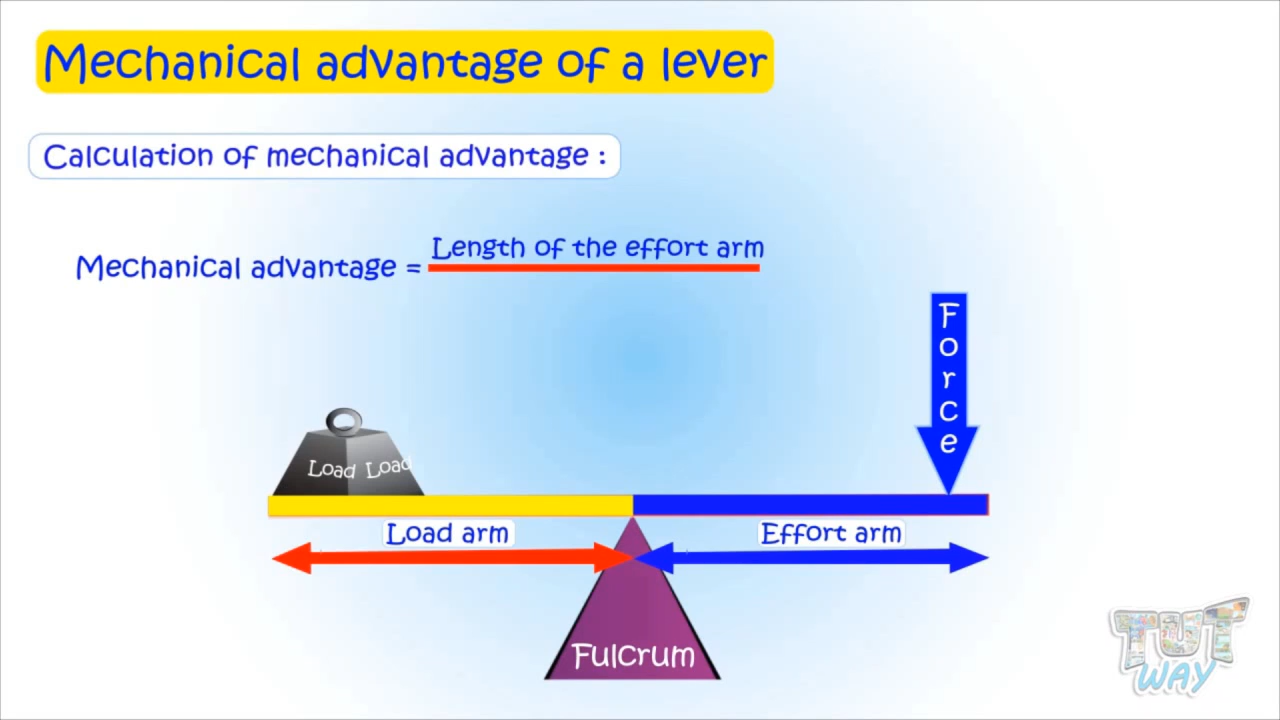 Mechanical advantage of a lever
Calculation of mechanical advantage :
Length of the effort arm
Mechanical advantage =
Force
Load Load
Load arm
Effort arm
Fulcrum
TUT
WAY